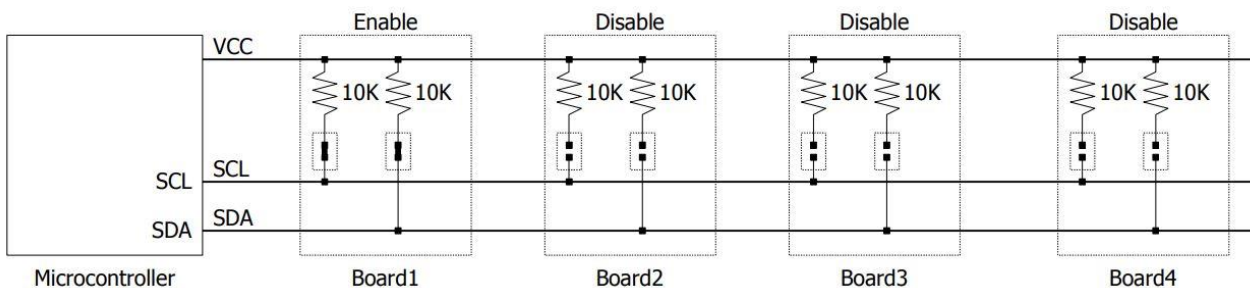 Enable
Disable
Disable
Disable
VCC
10K
10K
10K
10K
10K
10K
10K
10K
SCL
SCL
SDA
SDA
Microcontroller
Board1
Board2
Board3
Board4